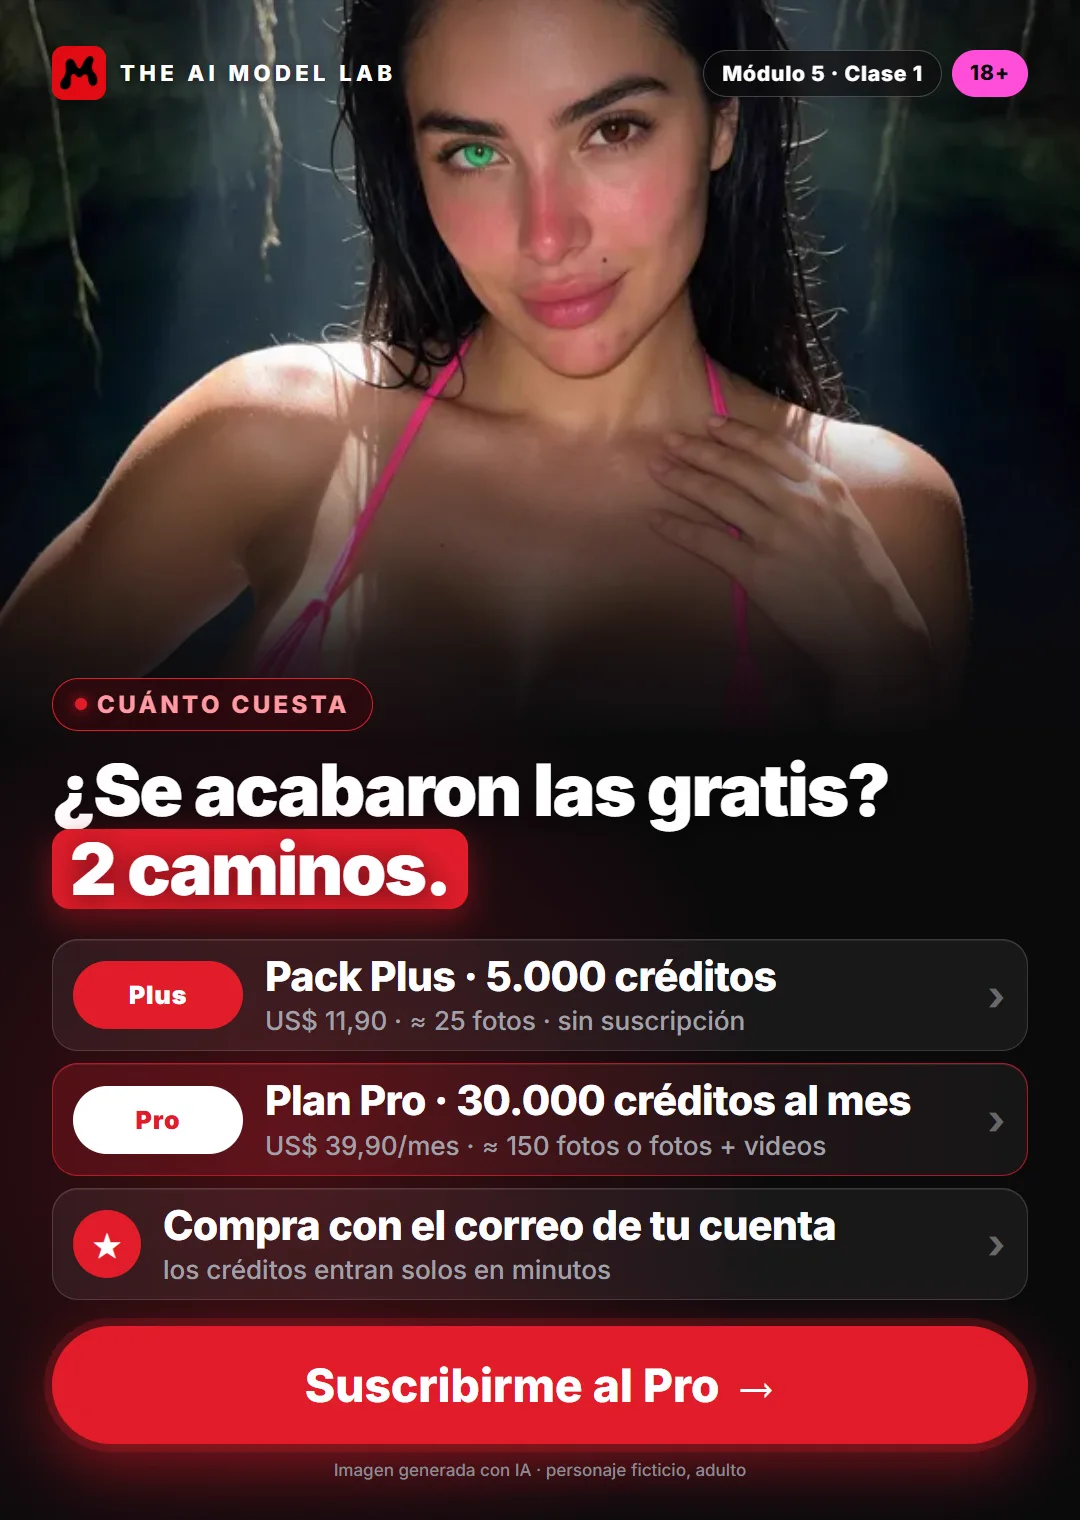 THE AI MODEL LAB
Módulo 5 · Clase 1
18+
CUÁNTO CUESTA
¿Se acabaron las gratis?
2 caminos.
Plus
Pack Plus · 5.000 créditos
US$ 11,90 · ≈ 25 fotos · sin suscripción
Pro
Plan Pro · 30.000 créditos al mes
US$ 39,90/mes · ≈ 150 fotos o fotos + videos
Compra con el correo de tu cuenta
los créditos entran solos en minutos
Suscribirme al Pro →
Imagen generada con IA · personaje ficticio, adulto